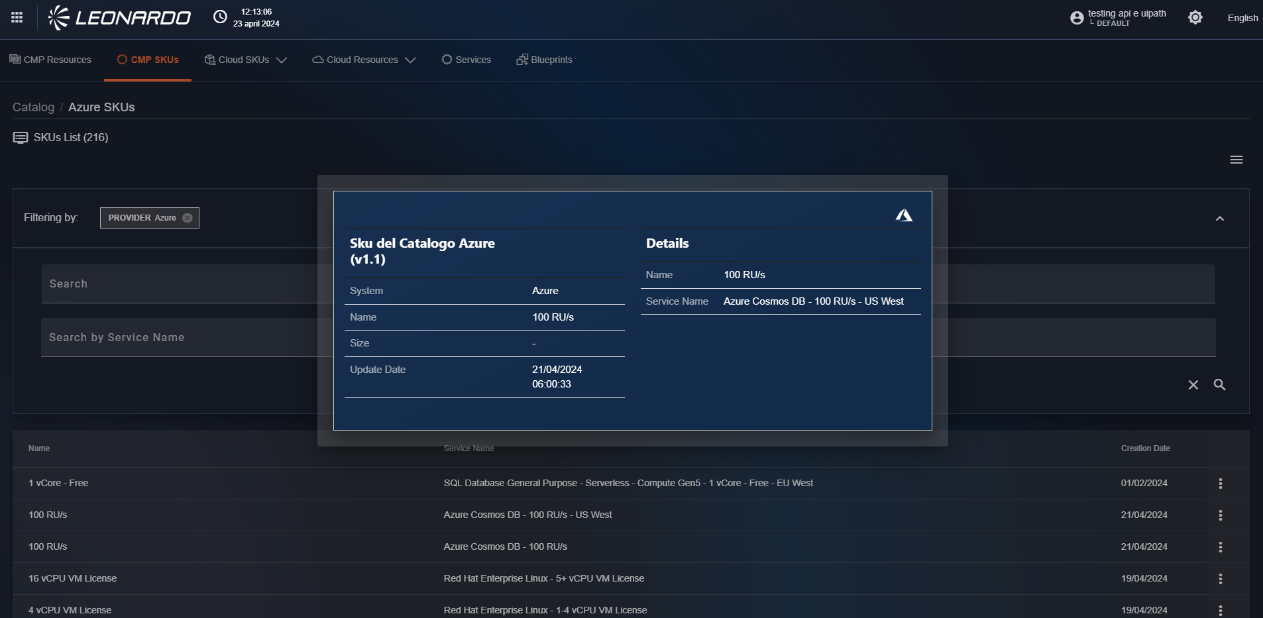 LEONARDO
12:13:06
23 april 2024
testing api e uipath
└ DEFAULT
English
CMP Resources
CMP SKUs
Cloud SKUs
Cloud Resources
Services
Blueprints
Catalog / Azure SKUs
SKUs List (216)
Filtering by:
PROVIDER Azure
Search
Search by Service Name
Sku del Catalogo Azure
(v1.1)
System Azure
Name 100 RU/s
Size -
Update Date 21/04/2024
06:00:33
Details
Name 100 RU/s
Service Name Azure Cosmos DB - 100 RU/s - US West
Name Service Name Creation Date
1 vCore - Free SQL Database General Purpose - Serverless - Compute Gen5 - 1 vCore - Free - EU West 01/02/2024
100 RU/s Azure Cosmos DB - 100 RU/s - US West 21/04/2024
100 RU/s Azure Cosmos DB - 100 RU/s 21/04/2024
16 vCPU VM License Red Hat Enterprise Linux - 5+ vCPU VM License 19/04/2024
4 vCPU VM License Red Hat Enterprise Linux - 1-4 vCPU VM License 19/04/2024